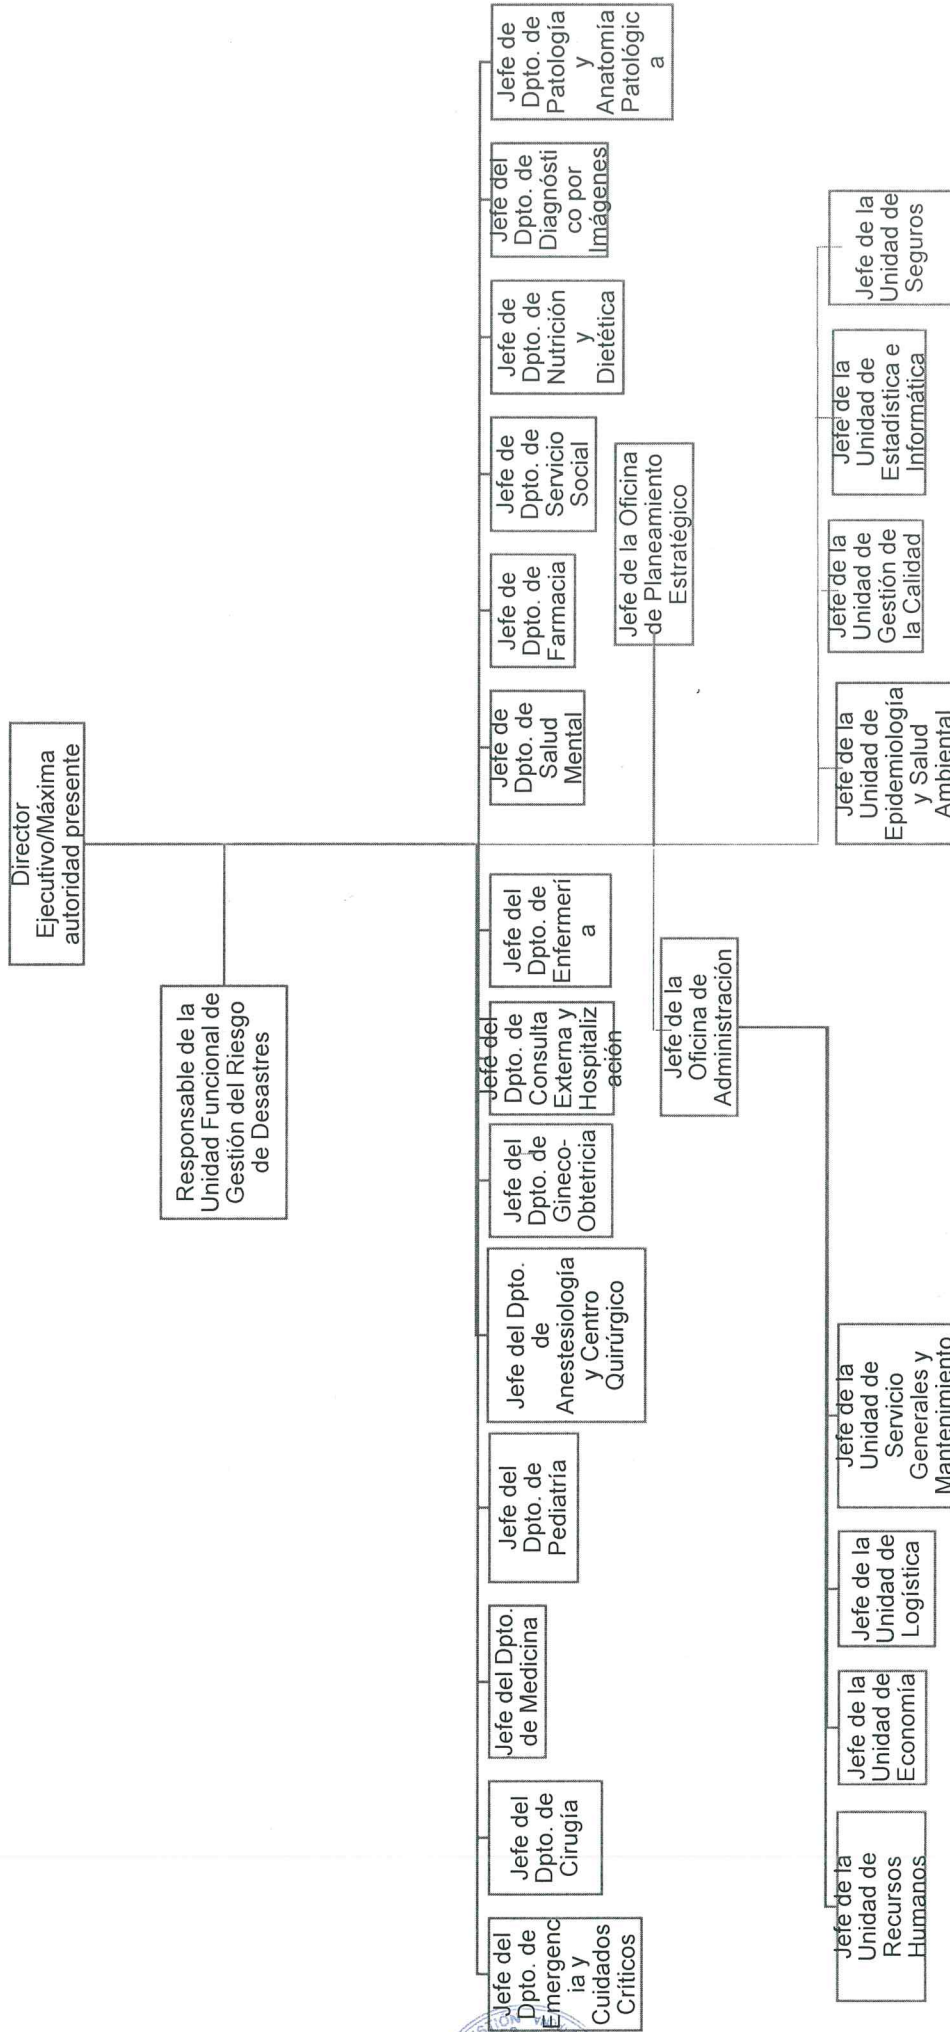 Director
Ejecutivo/Máxima
autoridad presente
Responsable de la
Unidad Funcional de
Gestión del Riesgo
de Desastres
Jefe del
Dpto. de
Emergenc
ia y
Cuidados
Críticos
Jefe del
Dpto. de
Cirugía
Jefe del Dpto.
de Medicina
Jefe del
Dpto. de
Pediatría
Jefe del Dpto.
de
Anestesiología
y Centro
Quirúrgico
Jefe del
Dpto. de
Gineco-
Obtetricia
Jefe del
Dpto. de
Consulta
Externa y
Hospitaliz
ación
Jefe del
Dpto. de
Enfermerí
a
Jefe de
Dpto. de
Salud
Mental
Jefe de
Dpto. de
Farmacia
Jefe de
Dpto. de
Servicio
Social
Jefe de
Dpto. de
Nutrición
y
Dietética
Jefe del
Dpto. de
Diagnósti
co por
Imágenes
Jefe de
Dpto. de
Patología
y
Anatomía
Patológic
a
Jefe de la
Oficina de
Administración
Jefe de la Oficina
de Planeamiento
Estratégico
Jefe de la
Unidad de
Recursos
Humanos
Jefe de la
Unidad de
Economía
Jefe de la
Unidad de
Logística
Jefe de la
Unidad de
Servicio
Generales y
Mantenimiento
Jefe de la
Unidad de
Epidemiología
y Salud
Ambiental
Jefe de la
Unidad de
Gestión de
la Calidad
Jefe de la
Unidad de
Estadística e
Informática
Jefe de la
Unidad de
Seguros